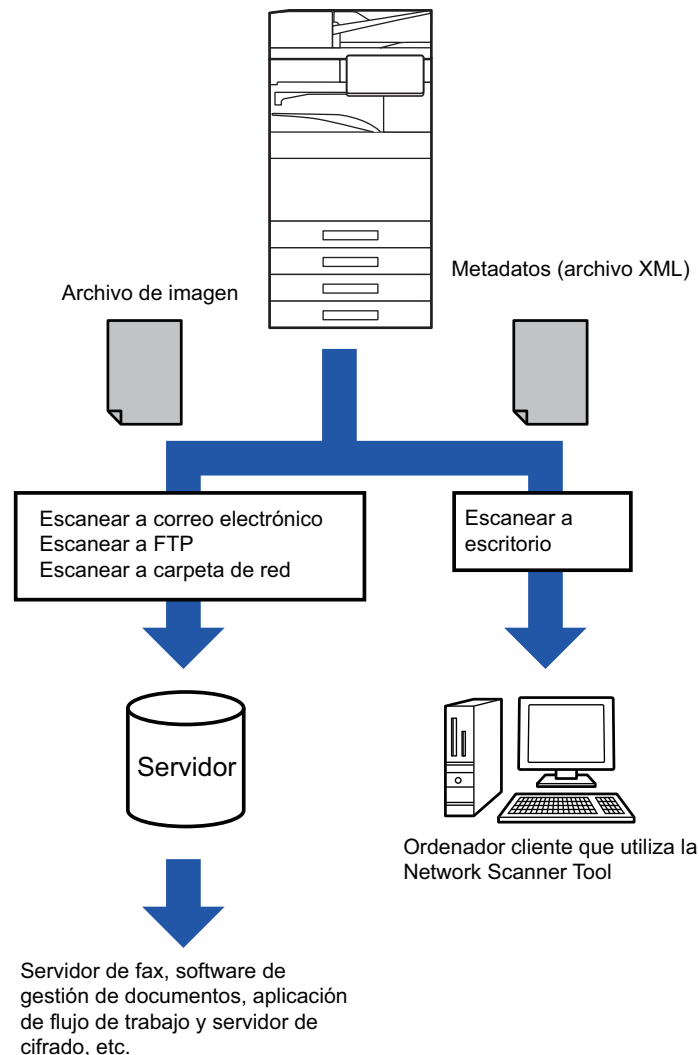 Metadatos (archivo XML)
Archivo de imagen
Escanear a correo electrónico
Escanear a FTP
Escanear a carpeta de red
Escanear a
escritorio
Servidor
Ordenador cliente que utiliza la
Network Scanner Tool
Servidor de fax, software de
gestión de documentos, aplicación
de flujo de trabajo y servidor de
cifrado, etc.